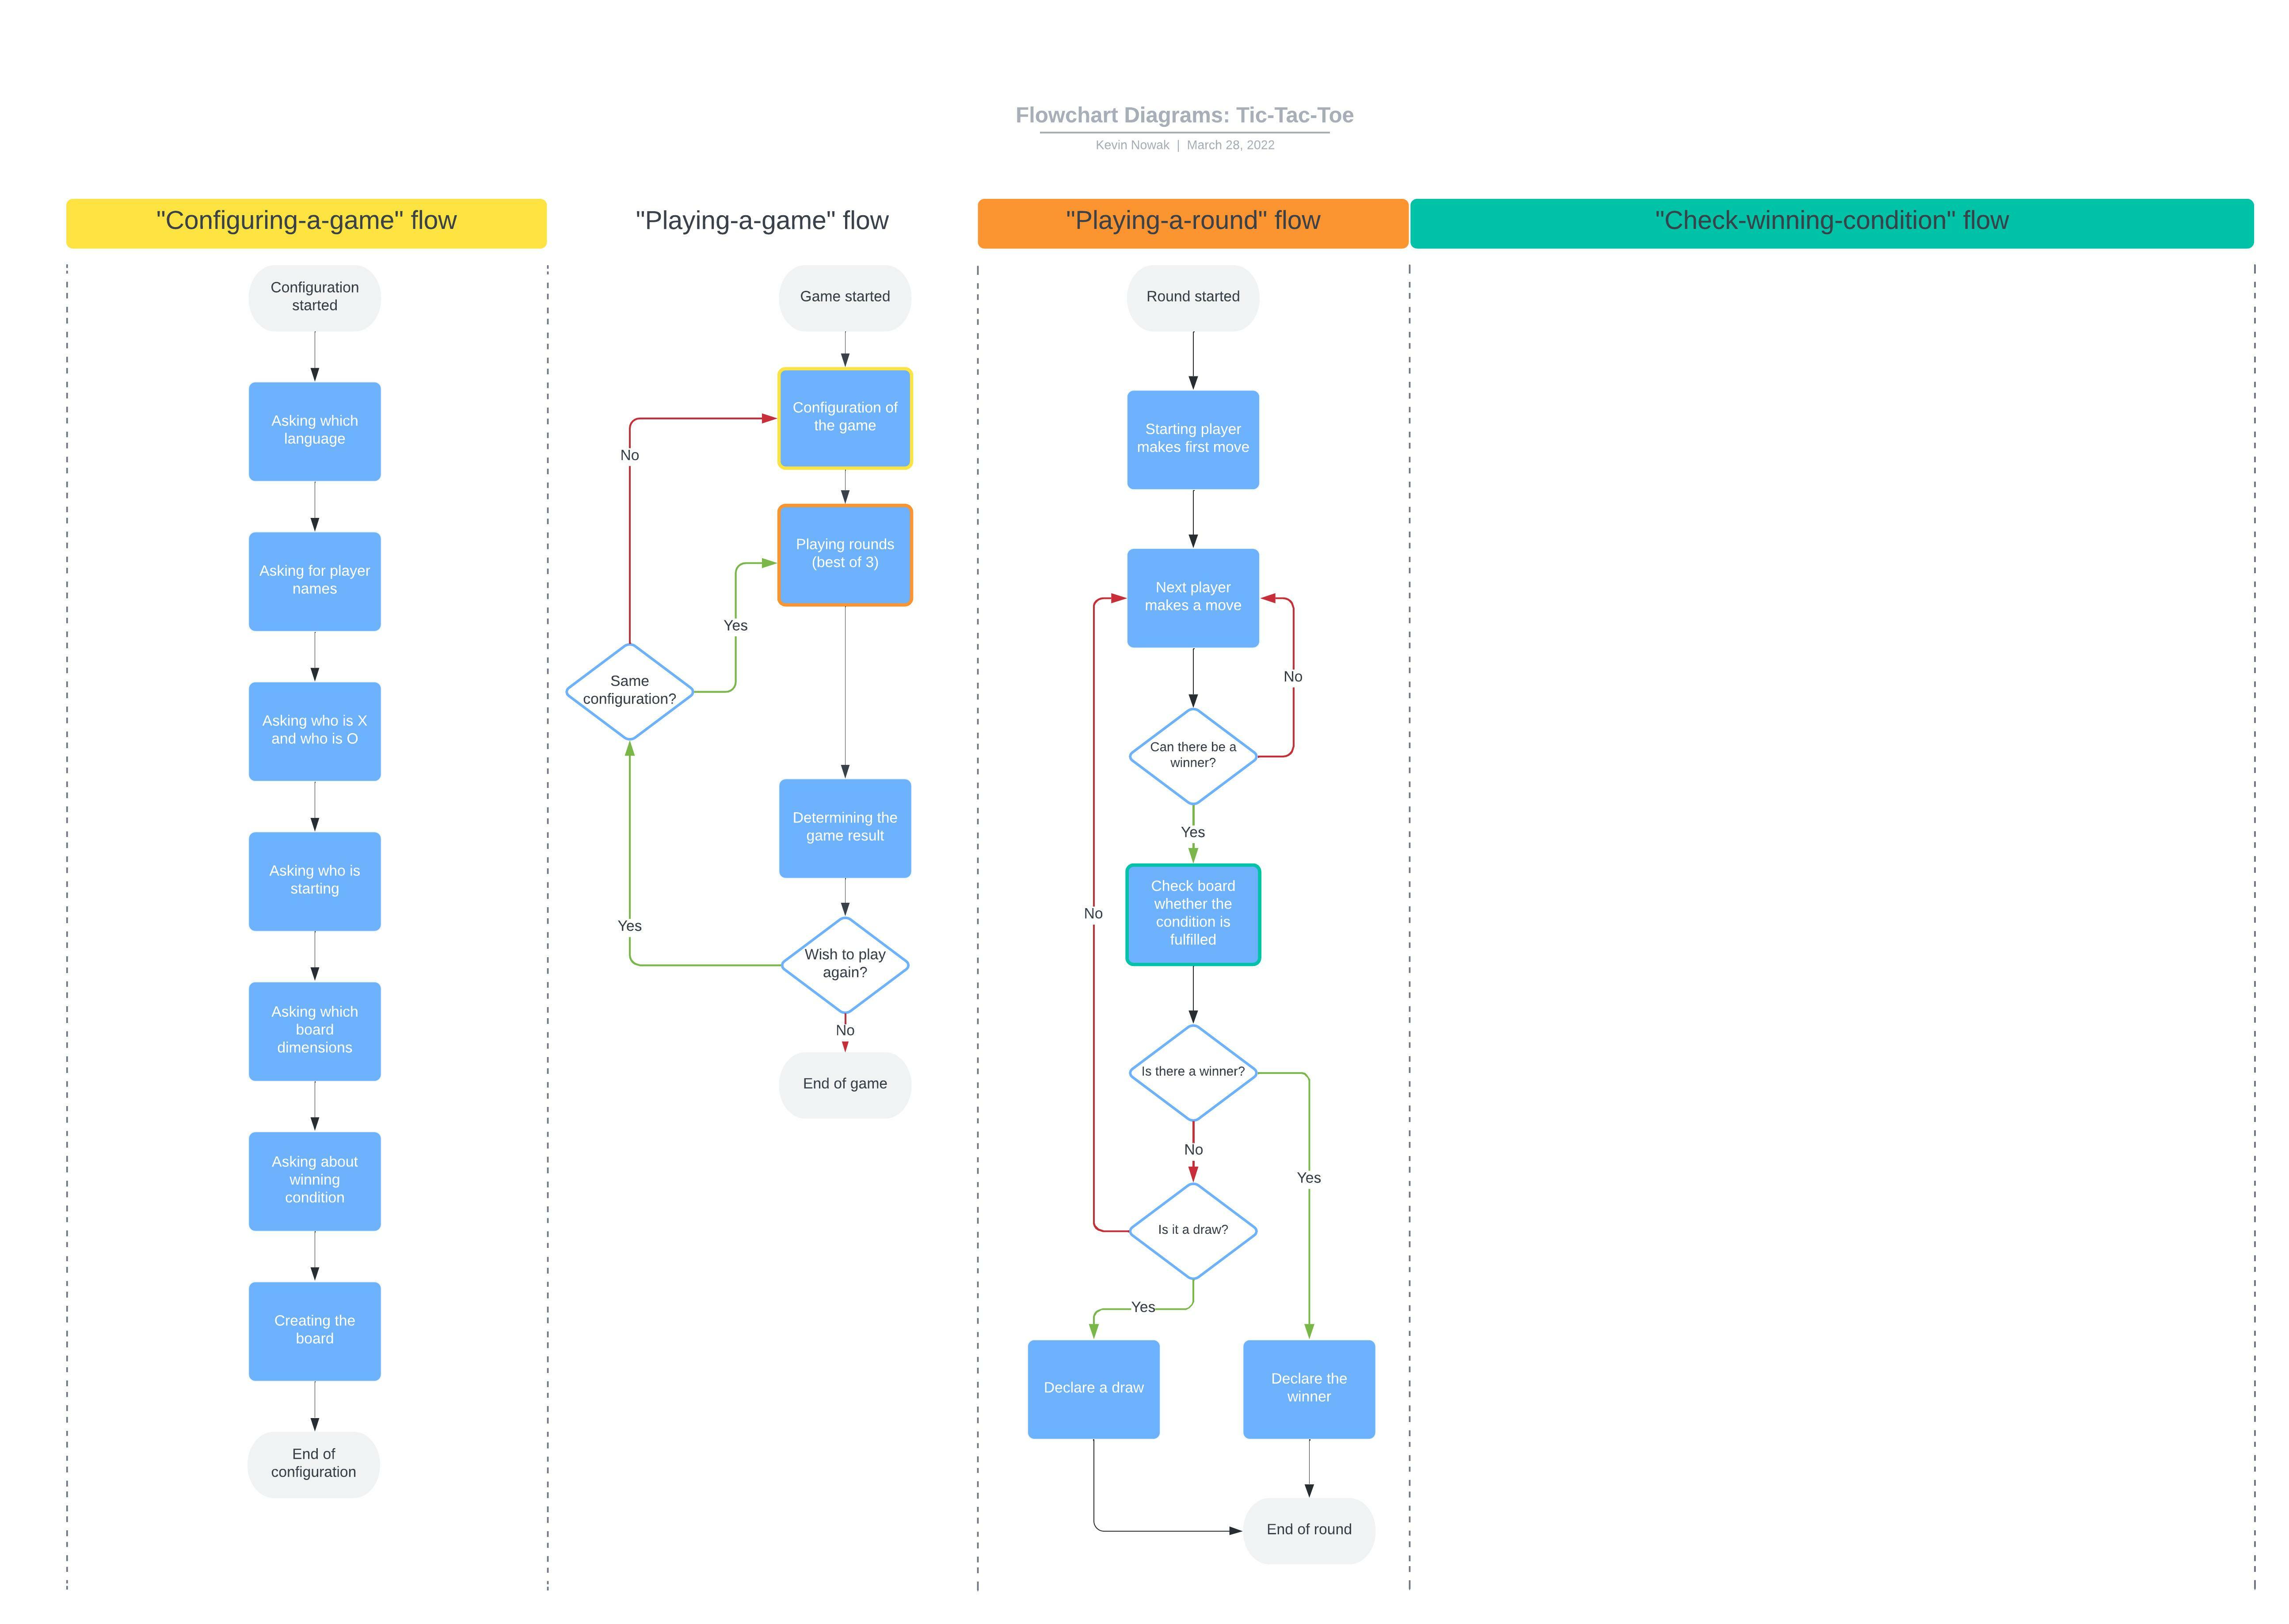 Flowchart Diagrams: Tic-Tac-Toe
Kevin Nowak | March 28, 2022
"Configuring-a-game" flow
Configuration
started
Asking which
language
Asking for player
names
Asking who is X
and who is O
Asking who is
starting
Asking which
board
dimensions
Asking about
winning
condition
Creating the
board
End of
configuration
"Playing-a-game" flow
Game started
Configuration of
the game
No
Playing rounds
(best of 3)
Yes
Same
configuration?
Determining the
game result
Yes
Wish to play
again?
No
End of game
"Playing-a-round" flow
Round started
Starting player
makes first move
Next player
makes a move
No
Can there be a
winner?
Yes
Check board
whether the
condition is
fulfilled
No
Is there a winner?
No
Yes
Is it a draw?
Yes
Declare a draw
Declare the
winner
End of round
"Check-winning-condition" flow